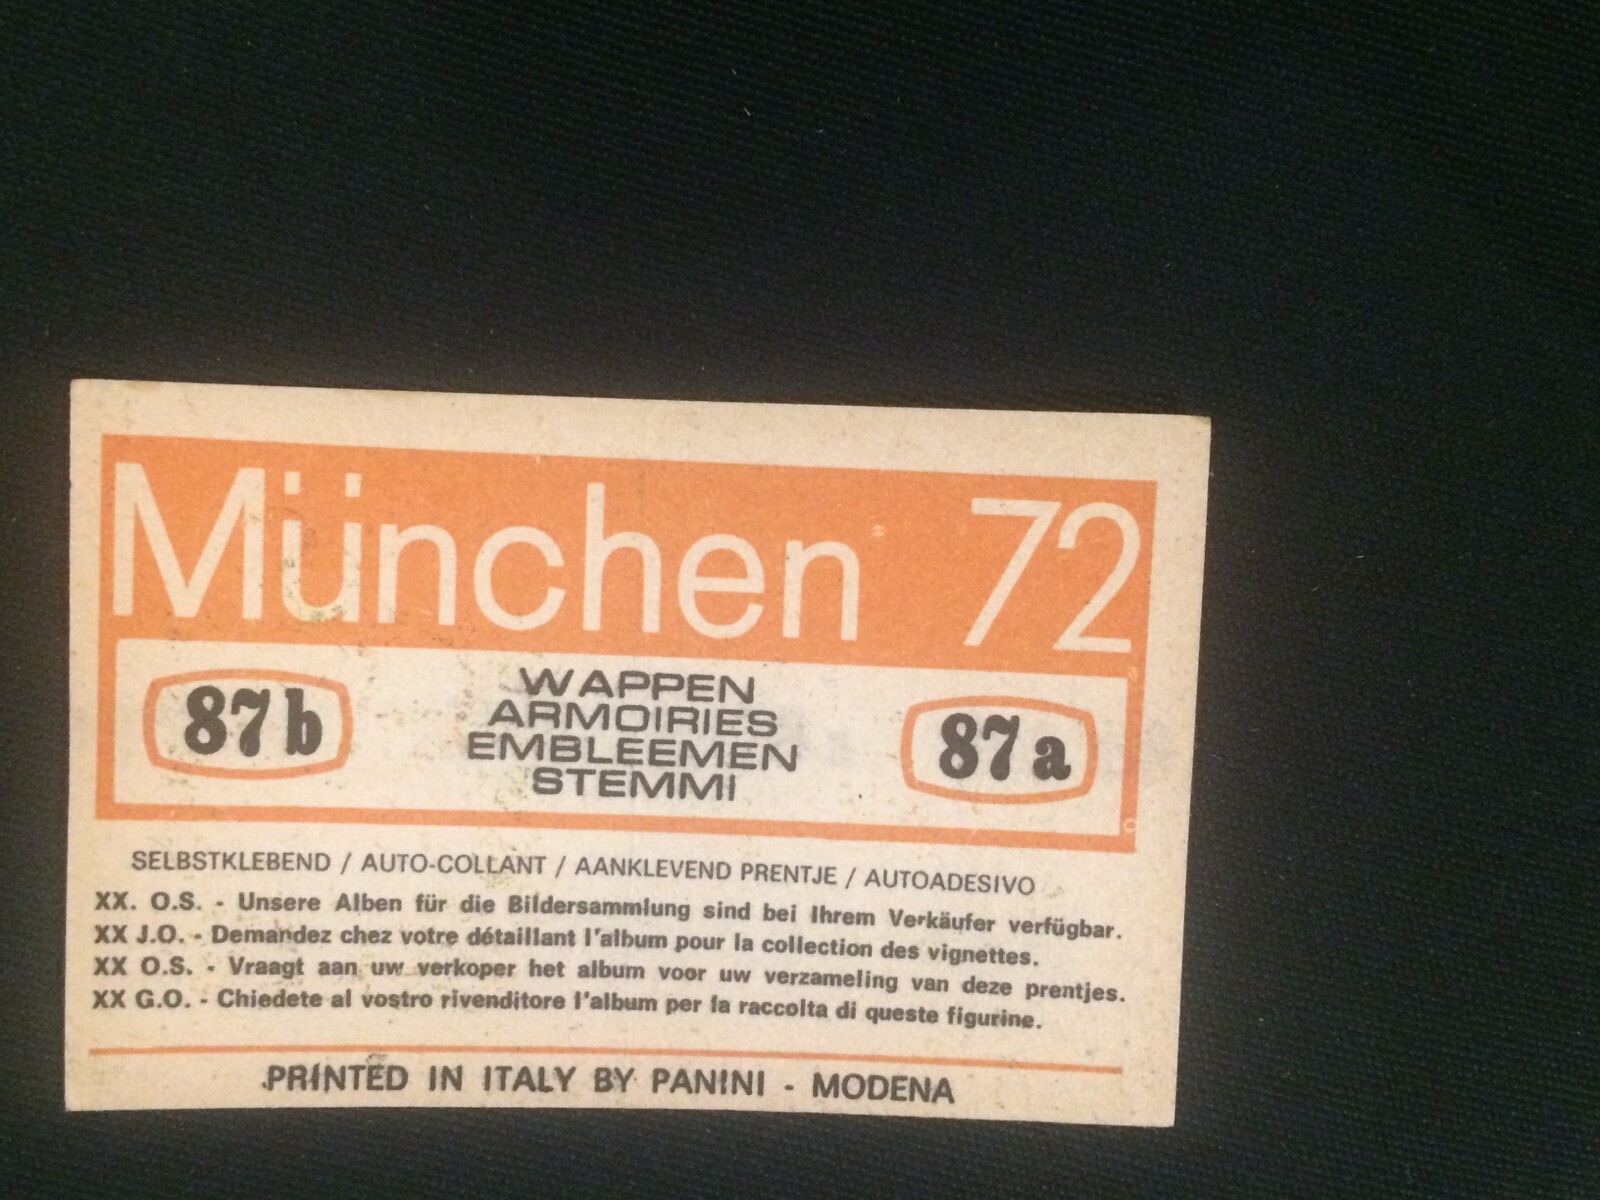 München 72
87 b
WAPPEN
ARMOIRIES
EMBLEEMEN
STEMMI
87 a
SELBSTKLEBEND / AUTO-COLLANT / AANKLEVEND PRENTJE / AUTOADESIVO
XX. O.S. - Unsere Alben für die Bildersammlung sind bei Ihrem Verkäufer verfügbar.
XX J.O. - Demandez chez votre détaillant l'album pour la collection des vignettes.
XX O.S. - Vraagt aan uw verkoper het album voor uw verzameling van deze prentjes.
XX G.O. - Chiedete al vostro rivenditore l'album per la raccolta di queste figurine.
PRINTED IN ITALY BY PANINI - MODENA